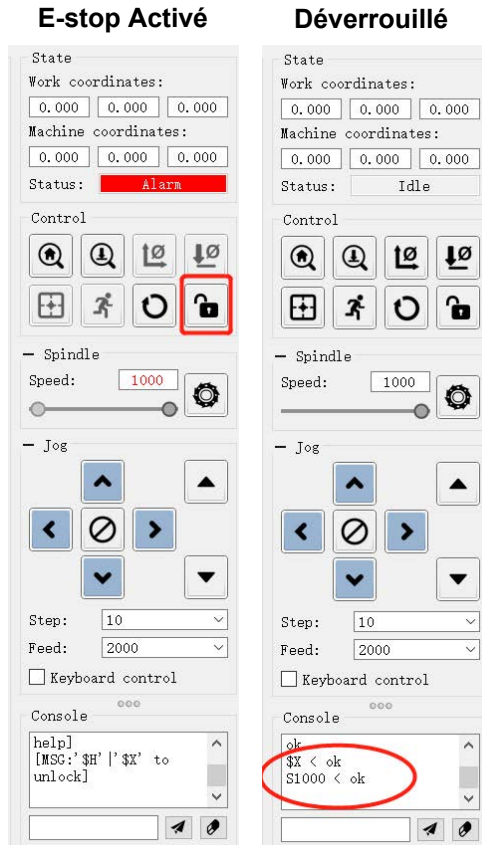 E-stop Activé
State
Work coordinates:
0.000 0.000 0.000
Machine coordinates:
0.000 0.000 0.000
Status: Alarm
Control
— Spindle
Speed: 1000
— Jog
Step: 10
Feed: 2000
Keyboard control
Console
help]
[MSG:'$H'|'$X' to
unlock]
Déverrouillé
State
Work coordinates:
0.000 0.000 0.000
Machine coordinates:
0.000 0.000 0.000
Status: Idle
Control
— Spindle
Speed: 1000
— Jog
Step: 10
Feed: 2000
Keyboard control
Console
ok
$X < ok
S1000 < ok